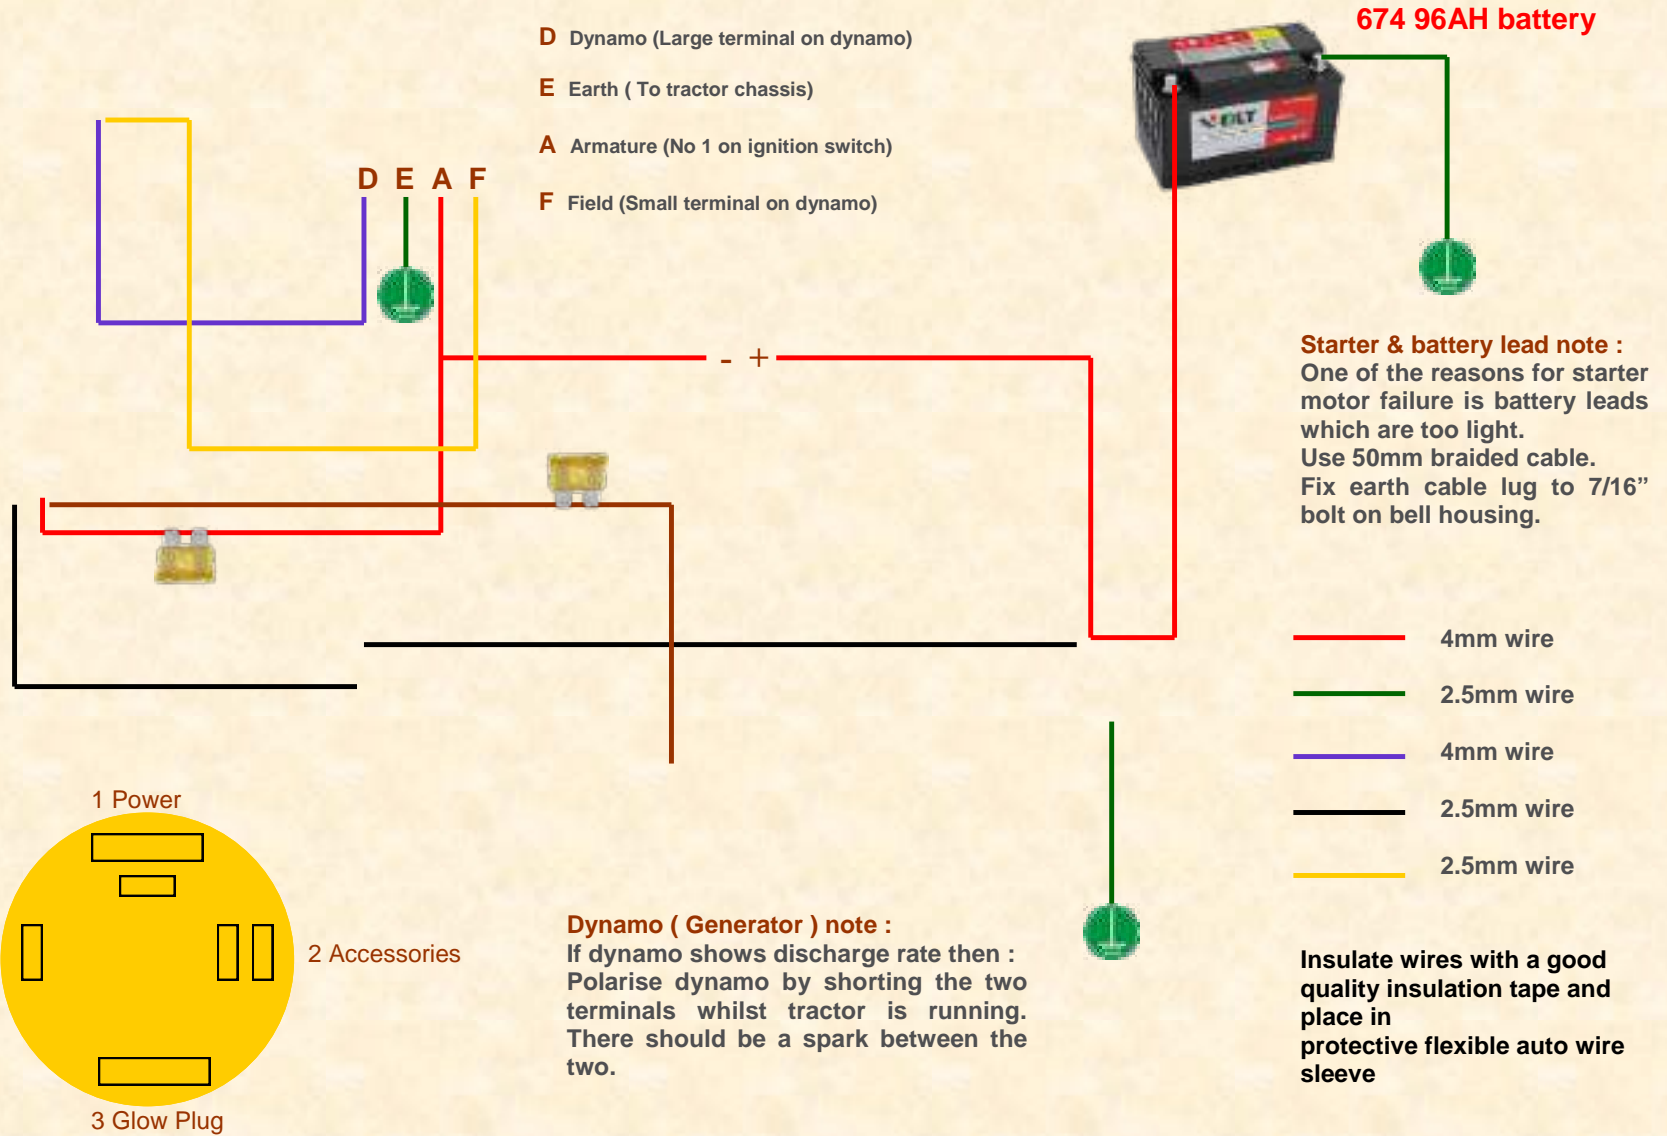 674 96AH battery
D Dynamo (Large terminal on dynamo)
E Earth ( To tractor chassis)
A Armature (No 1 on ignition switch)
F Field (Small terminal on dynamo)
D E A F
- +
Starter & battery lead note :
One of the reasons for starter
motor failure is battery leads
which are too light.
Use 50mm braided cable.
Fix earth cable lug to 7/16”
bolt on bell housing.
4mm wire
2.5mm wire
4mm wire
2.5mm wire
2.5mm wire
1 Power
2 Accessories
3 Glow Plug
Dynamo ( Generator ) note :
If dynamo shows discharge rate then :
Polarise dynamo by shorting the two
terminals whilst tractor is running.
There should be a spark between the
two.
Insulate wires with a good
quality insulation tape and
place in
protective flexible auto wire
sleeve